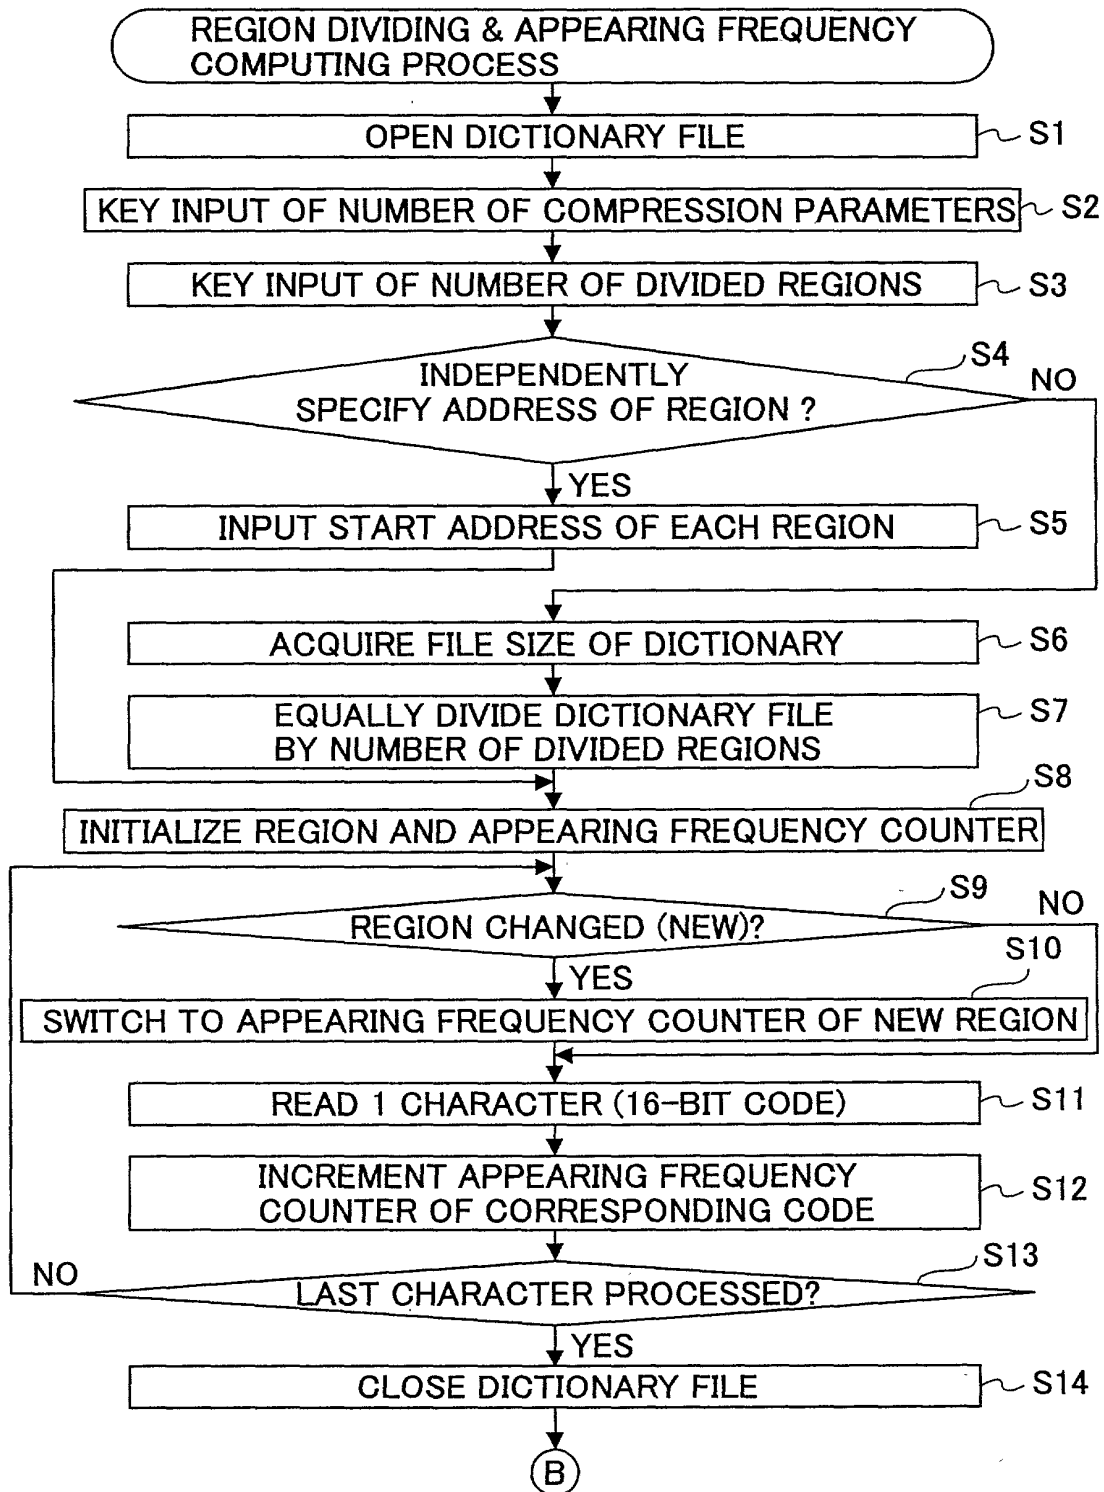 REGION DIVIDING & APPEARING FREQUENCY
COMPUTING PROCESS
OPEN DICTIONARY FILE
S1
KEY INPUT OF NUMBER OF COMPRESSION PARAMETERS
S2
KEY INPUT OF NUMBER OF DIVIDED REGIONS
S3
S4
NO
INDEPENDENTLY
SPECIFY ADDRESS OF REGION ?
YES
INPUT START ADDRESS OF EACH REGION
S5
ACQUIRE FILE SIZE OF DICTIONARY
S6
EQUALLY DIVIDE DICTIONARY FILE
BY NUMBER OF DIVIDED REGIONS
S7
S8
INITIALIZE REGION AND APPEARING FREQUENCY COUNTER
S9
NO
REGION CHANGED (NEW)?
S10
YES
SWITCH TO APPEARING FREQUENCY COUNTER OF NEW REGION
READ 1 CHARACTER (16-BIT CODE)
S11
INCREMENT APPEARING FREQUENCY
COUNTER OF CORRESPONDING CODE
S12
S13
NO
LAST CHARACTER PROCESSED?
YES
CLOSE DICTIONARY FILE
S14
B